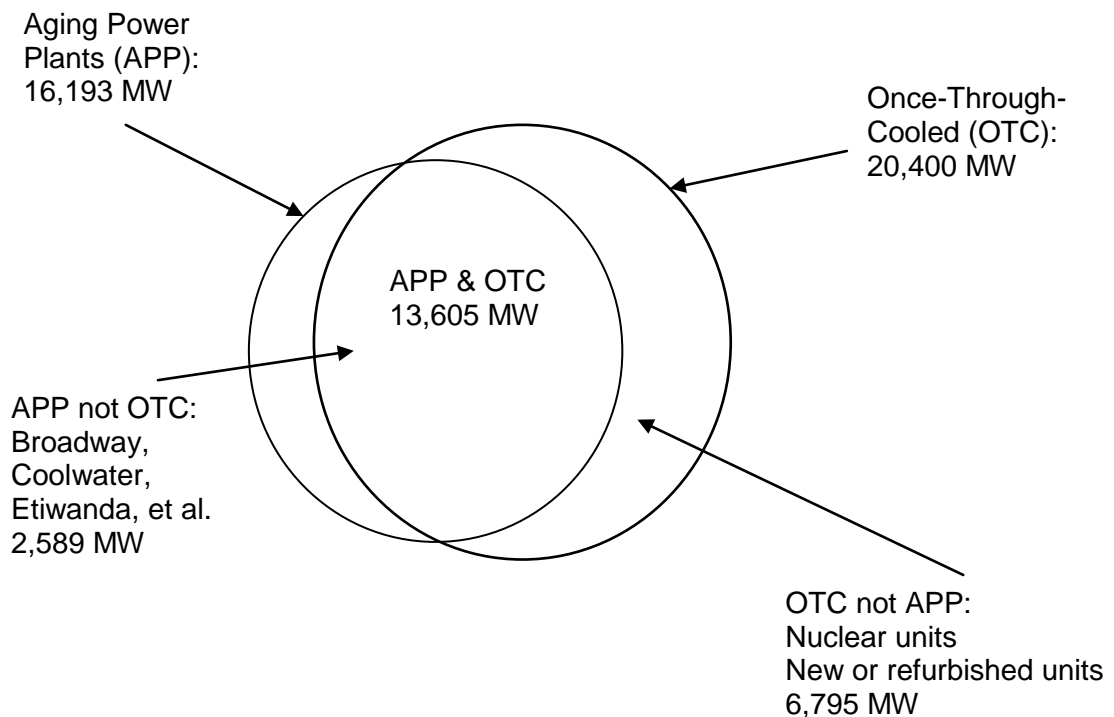 Aging Power
Plants (APP):
16,193 MW
Once-Through-
Cooled (OTC):
20,400 MW
APP & OTC
13,605 MW
APP not OTC:
Broadway,
Coolwater,
Etiwanda, et al.
2,589 MW
OTC not APP:
Nuclear units
New or refurbished units
6,795 MW